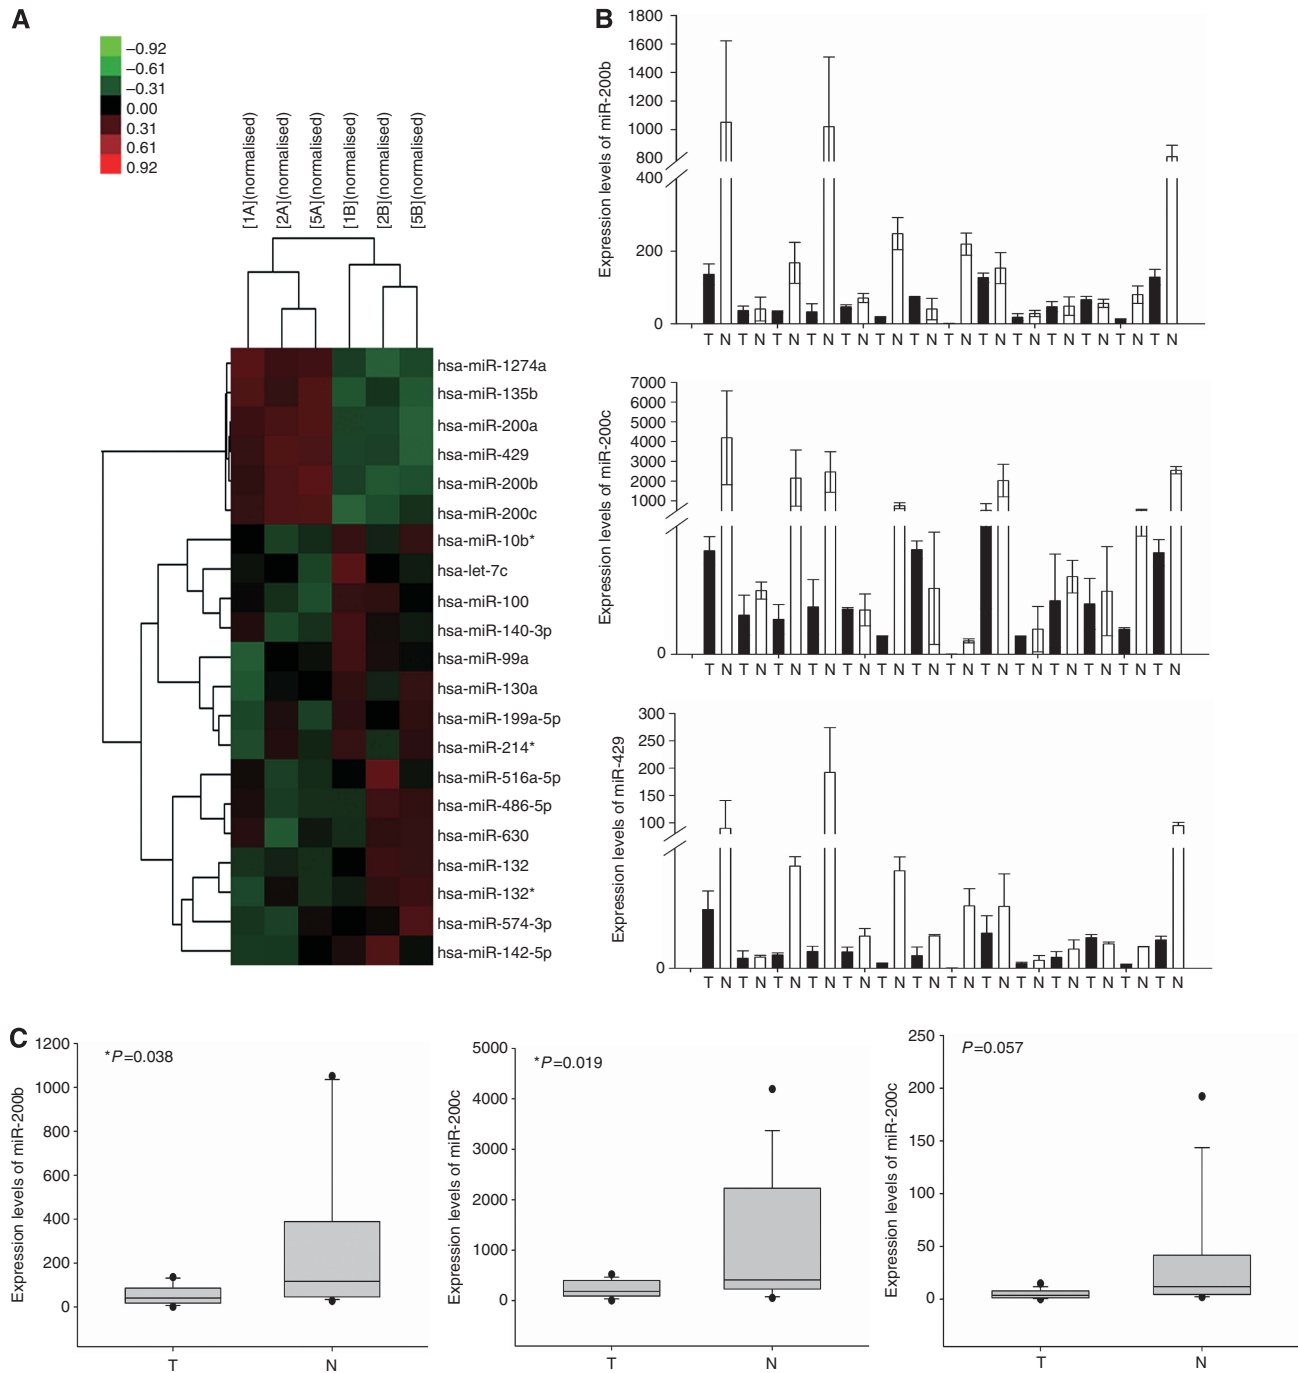 A
−0.92
−0.61
−0.31
0.00
0.31
0.61
0.92
[1A](normalised)
[2A](normalised)
[5A](normalised)
[1B](normalised)
[2B](normalised)
[5B](normalised)
hsa-miR-1274a
hsa-miR-135b
hsa-miR-200a
hsa-miR-429
hsa-miR-200b
hsa-miR-200c
hsa-miR-10b*
hsa-let-7c
hsa-miR-100
hsa-miR-140-3p
hsa-miR-99a
hsa-miR-130a
hsa-miR-199a-5p
hsa-miR-214*
hsa-miR-516a-5p
hsa-miR-486-5p
hsa-miR-630
hsa-miR-132
hsa-miR-132*
hsa-miR-574-3p
hsa-miR-142-5p
B
Expression levels of miR-200b
1800
1600
1400
1200
1000
800
400
200
0
T N T N T N T N T N T N T N T N T N T N T N T N T N T N
Expression levels of miR-200c
7000
6000
5000
4000
3000
2000
1000
0
T N T N T N T N T N T N T N T N T N T N T N T N T N T N
Expression levels of miR-429
300
250
200
150
100
0
T N T N T N T N T N T N T N T N T N T N T N T N T N T N
C
Expression levels of miR-200b
1200
1000
800
600
400
200
0
*P=0.038
T N
Expression levels of miR-200c
5000
4000
3000
2000
1000
0
*P=0.019
T N
Expression levels of miR-200c
250
200
150
100
50
0
P=0.057
T N